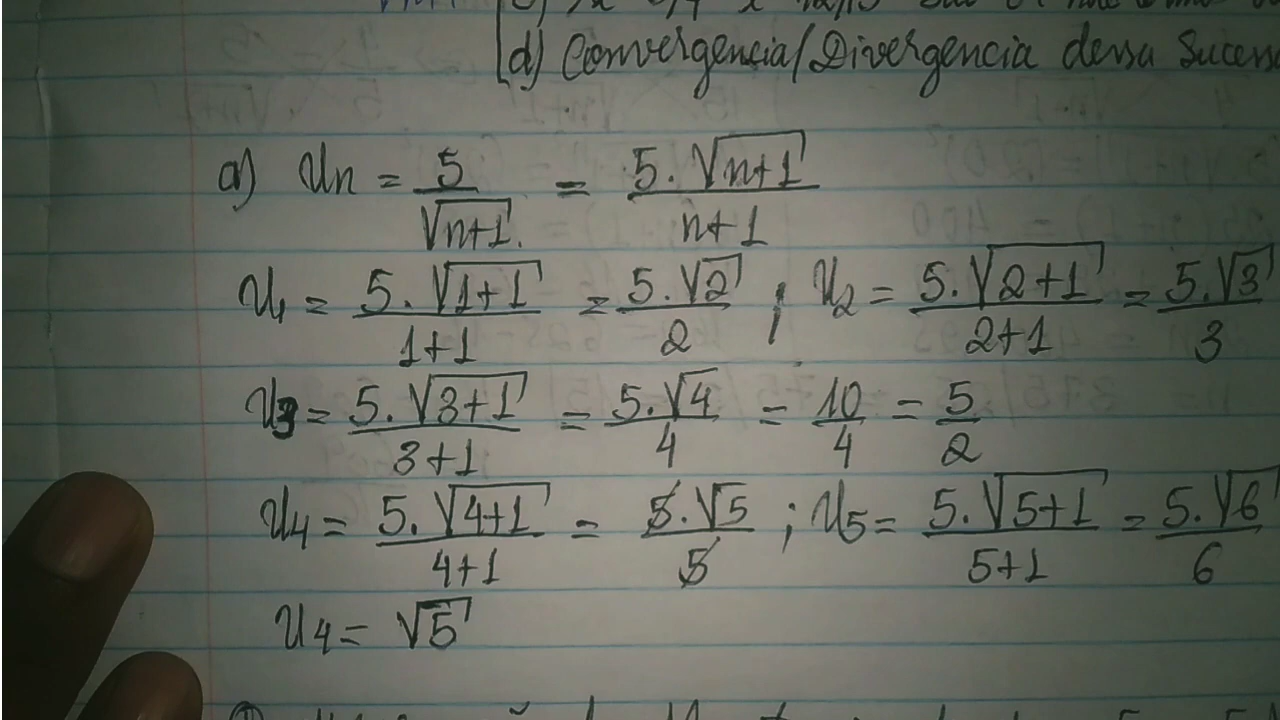 d) Convergencia/Divergencia dessa
a) Un = 5/√(n+1) = 5.√(n+1)/(n+1)
U1 = 5.√(1+1)/(1+1) = 5.√2/2 ; U2 = 5.√(2+1)/(2+1) = 5.√3/3
U3 = 5.√(3+1)/(3+1) = 5.√4/4 = 10/4 = 5/2
U4 = 5.√(4+1)/(4+1) = 5.√5/5 ; U5 = 5.√(5+1)/(5+1) = 5.√6/6
U4 = √5